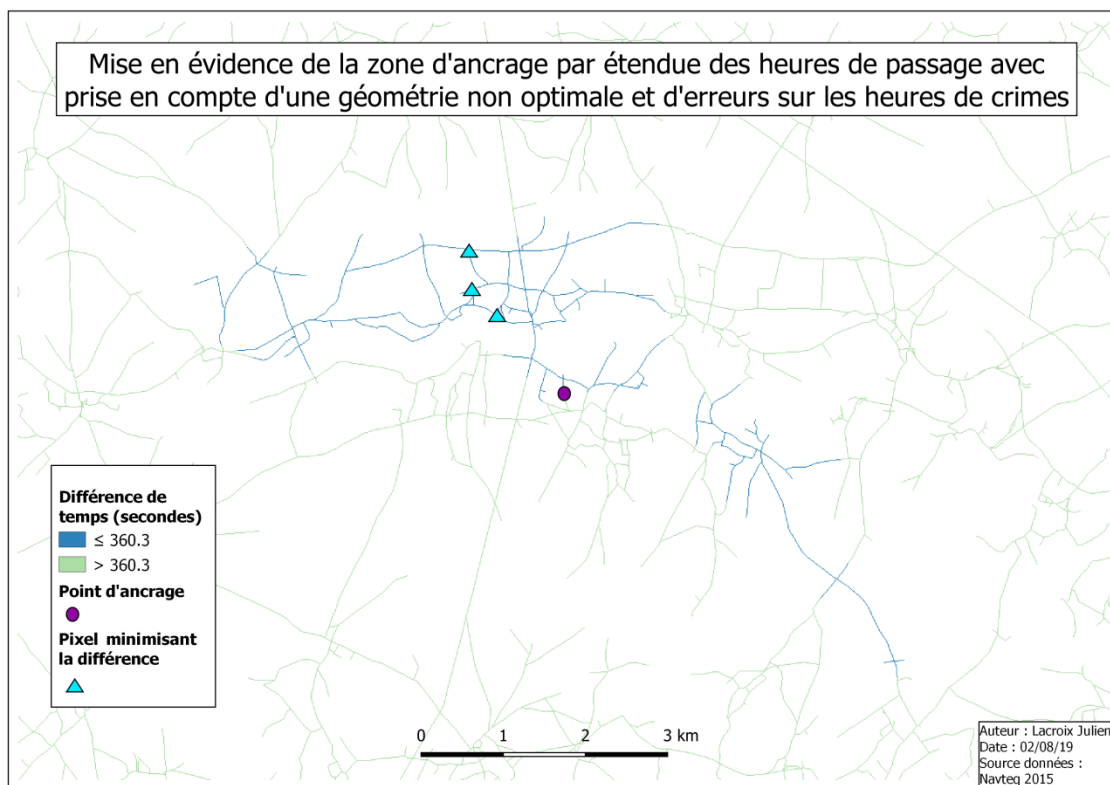 Mise en évidence de la zone d'ancrage par étendue des heures de passage avec
prise en compte d'une géométrie non optimale et d'erreurs sur les heures de crimes
Différence de
temps (secondes)
≤ 360.3
> 360.3
Point d'ancrage
Pixel minimisant
la différence
0 1 2 3 km
Auteur : Lacroix Julien
Date : 02/08/19
Source données :
Navteq 2015